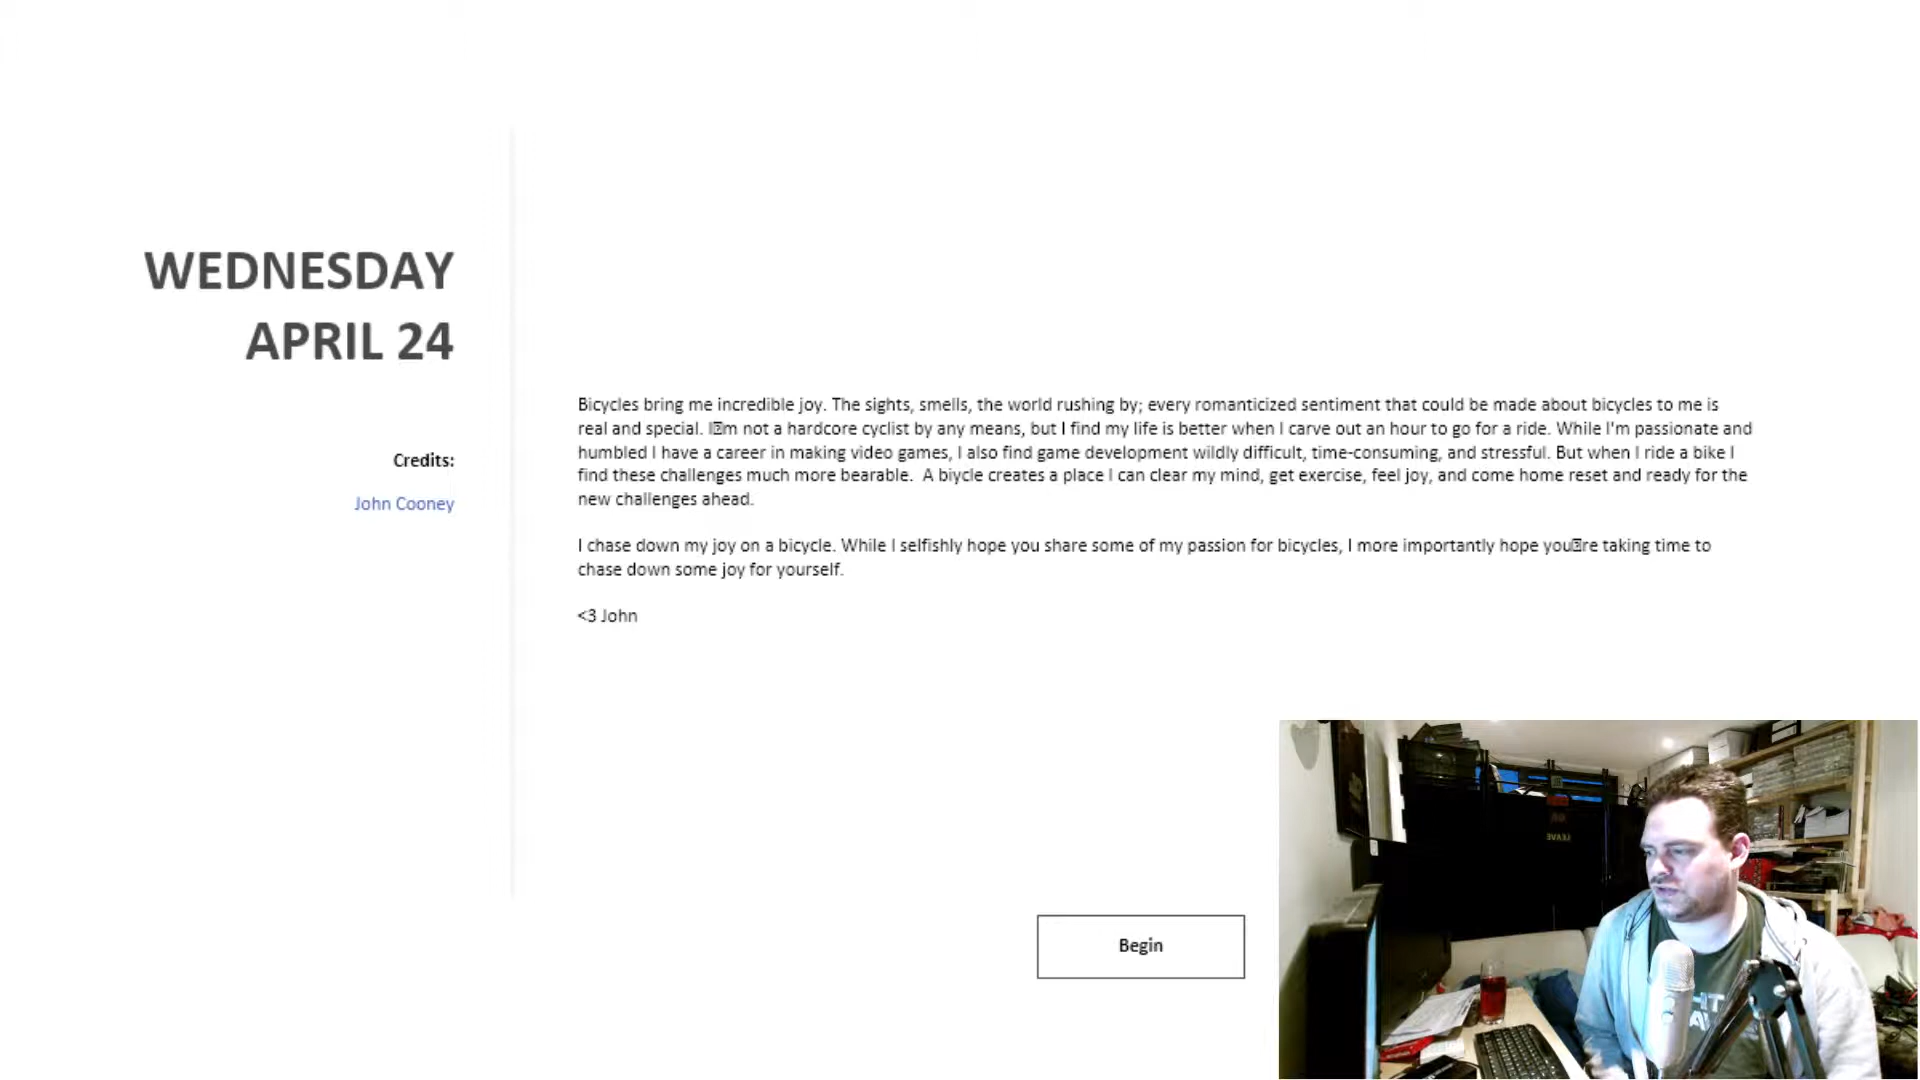 WEDNESDAY
APRIL 24
Credits:
John Cooney
Bicycles bring me incredible joy. The sights, smells, the world rushing by; every romanticized sentiment that could be made about bicycles to me is
real and special. I⍰m not a hardcore cyclist by any means, but I find my life is better when I carve out an hour to go for a ride. While I'm passionate and
humbled I have a career in making video games, I also find game development wildly difficult, time-consuming, and stressful. But when I ride a bike I
find these challenges much more bearable.  A biycle creates a place I can clear my mind, get exercise, feel joy, and come home reset and ready for the
new challenges ahead.
I chase down my joy on a bicycle. While I selfishly hope you share some of my passion for bicycles, I more importantly hope you⍰re taking time to
chase down some joy for yourself.
<3 John
Begin
LEAVE